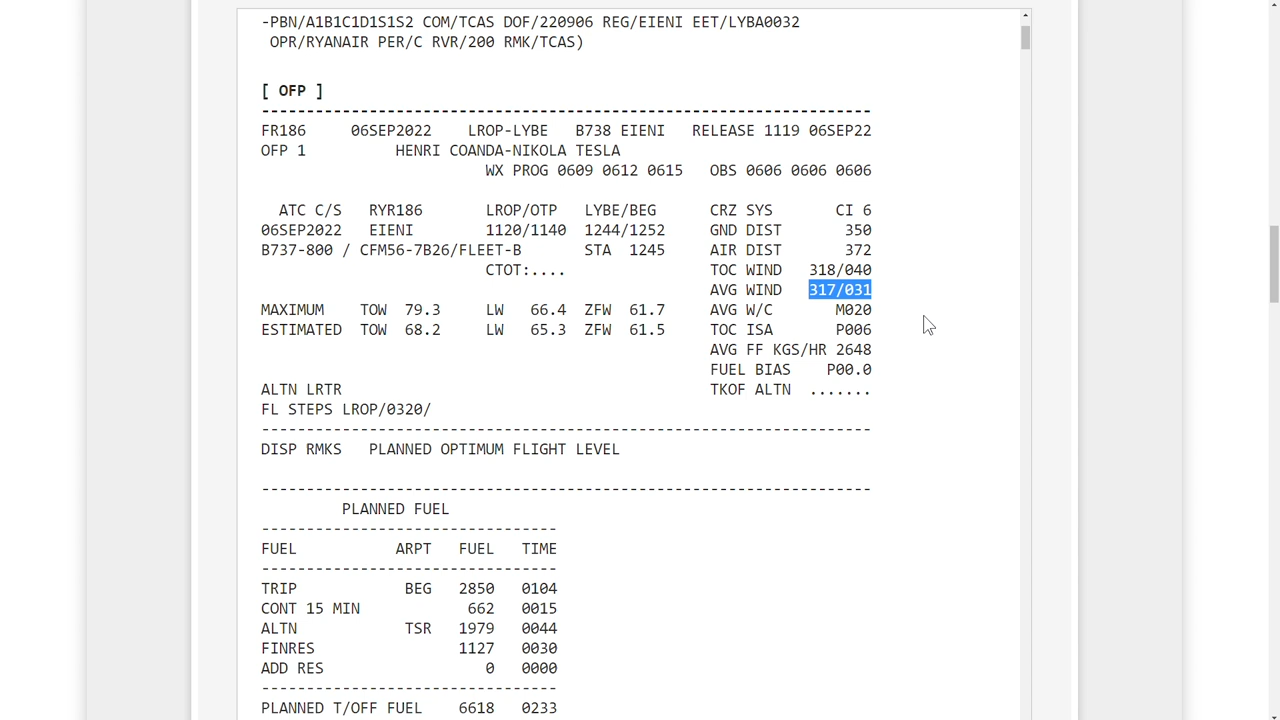 -PBN/A1B1C1D1S1S2 COM/TCAS DOF/220906 REG/EIENI EET/LYBA0032
OPR/RYANAIR PER/C RVR/200 RMK/TCAS)
[ OFP ]
--------------------------------------------------------------------
FR186 06SEP2022 LROP-LYBE B738 EIENI RELEASE 1119 06SEP22
OFP 1 HENRI COANDA-NIKOLA TESLA
WX PROG 0609 0612 0615 OBS 0606 0606 0606
ATC C/S RYR186 LROP/OTP LYBE/BEG CRZ SYS CI 6
06SEP2022 EIENI 1120/1140 1244/1252 GND DIST 350
B737-800 / CFM56-7B26/FLEET-B STA 1245 AIR DIST 372
CTOT:.... TOC WIND 318/040
AVG WIND 317/031
MAXIMUM TOW 79.3 LW 66.4 ZFW 61.7 AVG W/C M020
ESTIMATED TOW 68.2 LW 65.3 ZFW 61.5 TOC ISA P006
AVG FF KGS/HR 2648
FUEL BIAS P00.0
ALTN LRTR TKOF ALTN .......
FL STEPS LROP/0320/
--------------------------------------------------------------------
DISP RMKS PLANNED OPTIMUM FLIGHT LEVEL
--------------------------------------------------------------------
PLANNED FUEL
---------------------------------
FUEL ARPT FUEL TIME
---------------------------------
TRIP BEG 2850 0104
CONT 15 MIN 662 0015
ALTN TSR 1979 0044
FINRES 1127 0030
ADD RES 0 0000
---------------------------------
PLANNED T/OFF FUEL 6618 0233